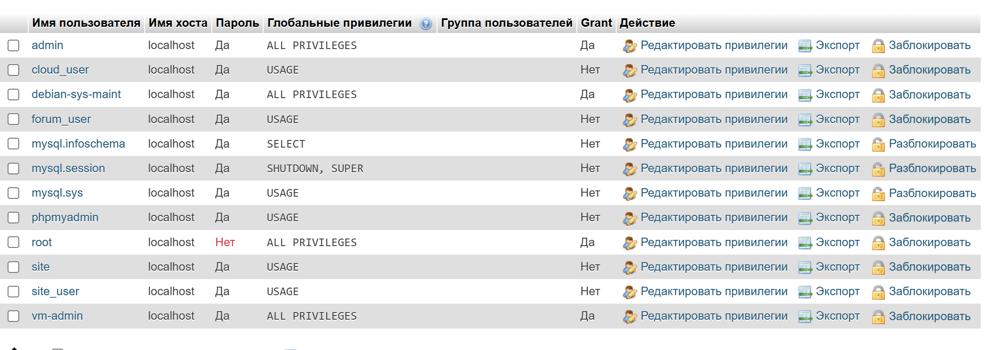 Имя пользователя Имя хоста Пароль Глобальные привилегии ? Группа пользователей Grant Действие
admin localhost Да ALL PRIVILEGES Да Редактировать привилегии Экспорт Заблокировать
cloud_user localhost Да USAGE Нет Редактировать привилегии Экспорт Заблокировать
debian-sys-maint localhost Да ALL PRIVILEGES Да Редактировать привилегии Экспорт Заблокировать
forum_user localhost Да USAGE Нет Редактировать привилегии Экспорт Заблокировать
mysql.infoschema localhost Да SELECT Нет Редактировать привилегии Экспорт Разблокировать
mysql.session localhost Да SHUTDOWN, SUPER Нет Редактировать привилегии Экспорт Разблокировать
mysql.sys localhost Да USAGE Нет Редактировать привилегии Экспорт Разблокировать
phpmyadmin localhost Да USAGE Нет Редактировать привилегии Экспорт Заблокировать
root localhost Нет ALL PRIVILEGES Да Редактировать привилегии Экспорт Заблокировать
site localhost Да USAGE Нет Редактировать привилегии Экспорт Заблокировать
site_user localhost Да USAGE Нет Редактировать привилегии Экспорт Заблокировать
vm-admin localhost Да ALL PRIVILEGES Да Редактировать привилегии Экспорт Заблокировать